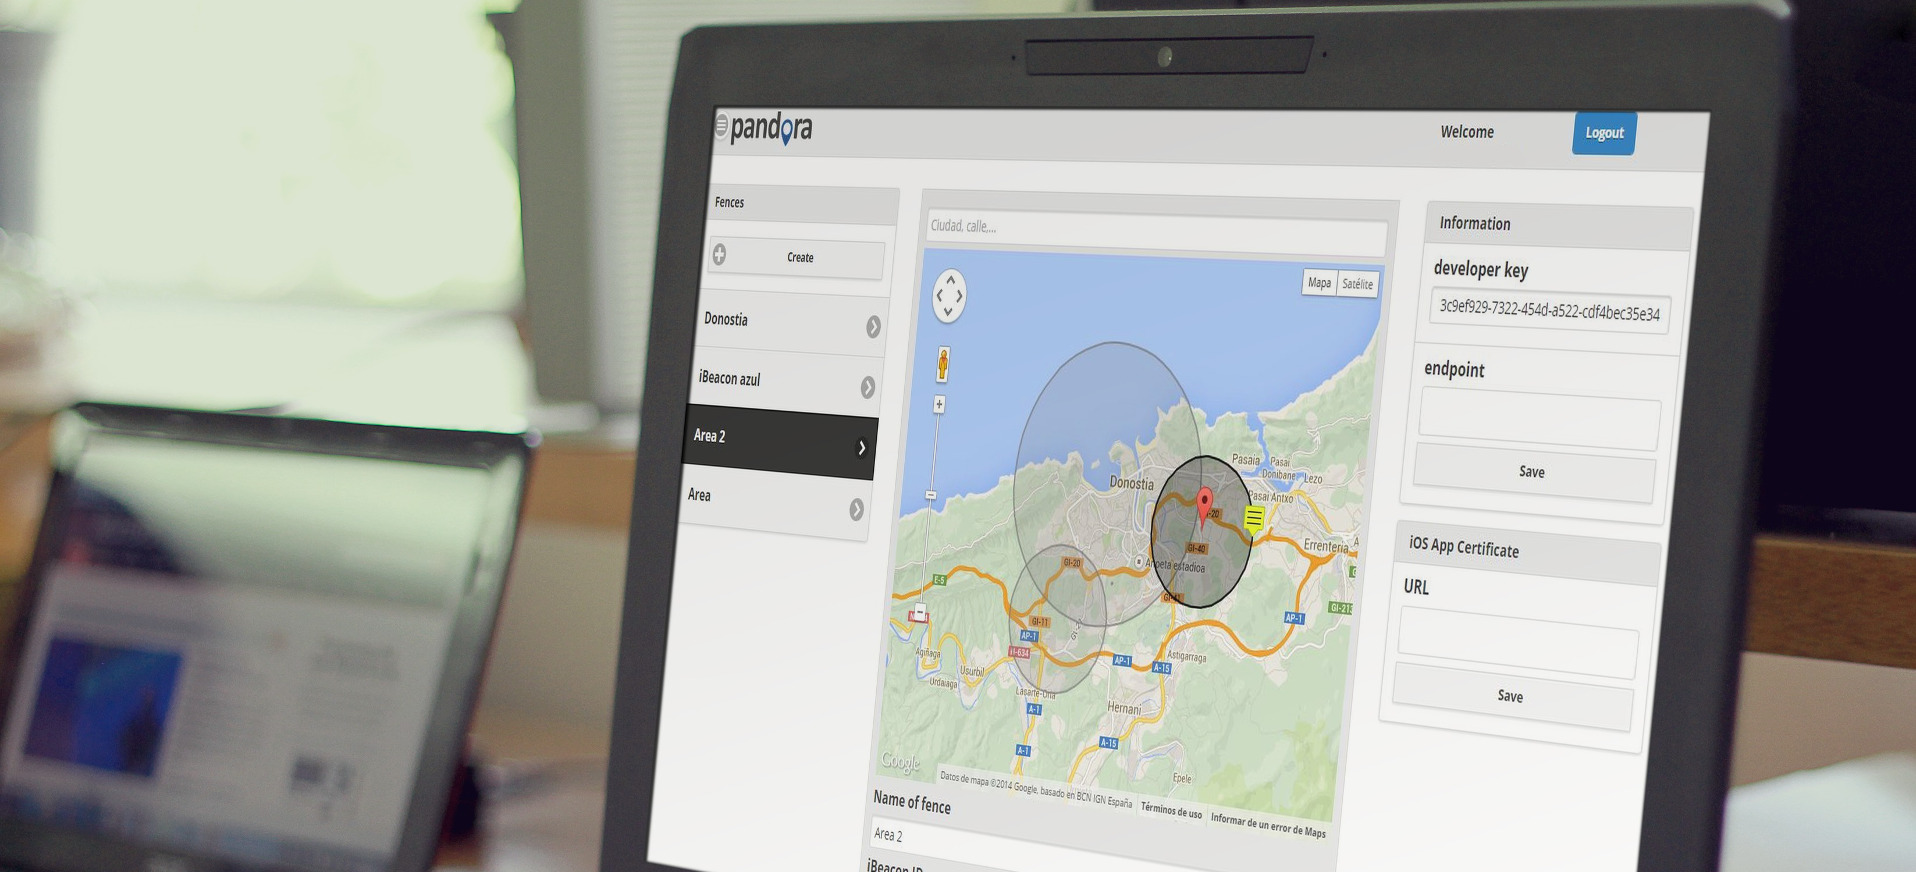 pandora
Welcome
Logout
Fences
Create
Donostia
iBeacon azul
Area 2
Area
Ciudad, calle,...
Mapa
Satélite
Pasaia
Pasai
Donibane
Lezo
Donostia
Pasai Antxo
GI-20
GI-40
Errenteria
Anoeta estadioa
GI-20
E-5
GI-41
GI-213
AP-1
GI-11
AP-1
N-634
Aginaga
Usurbil
Urdaiaga
AP-1
A-15
Astigarraga
Lasarte-Oria
A-1
Hernani
A-15
A-1
Epele
Google
Datos de mapa ©2014 Google, basado en BCN IGN España
Términos de uso
Informar de un error de Maps
Name of fence
Area 2
iBeacon ID
Information
developer key
3c9ef929-7322-454d-a522-cdf4bec35e34
endpoint
Save
iOS App Certificate
URL
Save